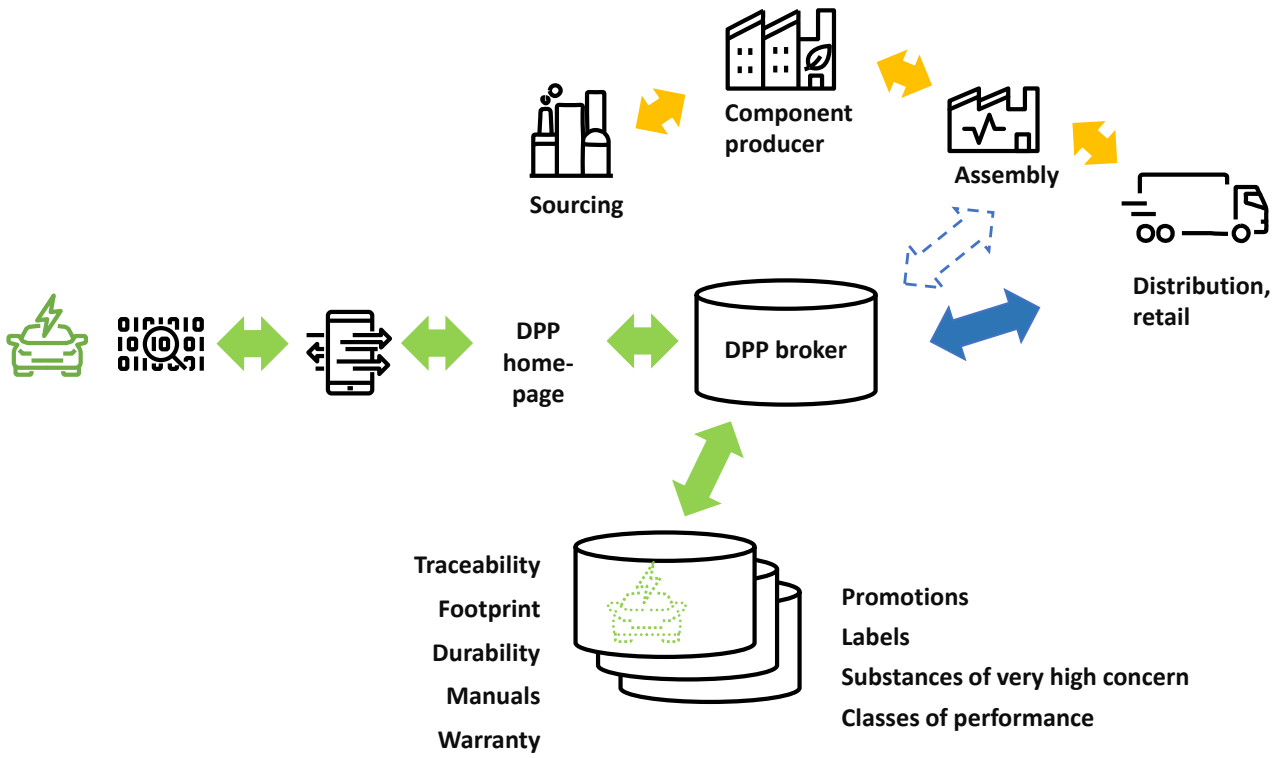 Component
producer
Sourcing
Assembly
Distribution,
retail
DPP
home-
page
DPP broker
Traceability
Footprint
Durability
Manuals
Warranty
Promotions
Labels
Substances of very high concern
Classes of performance